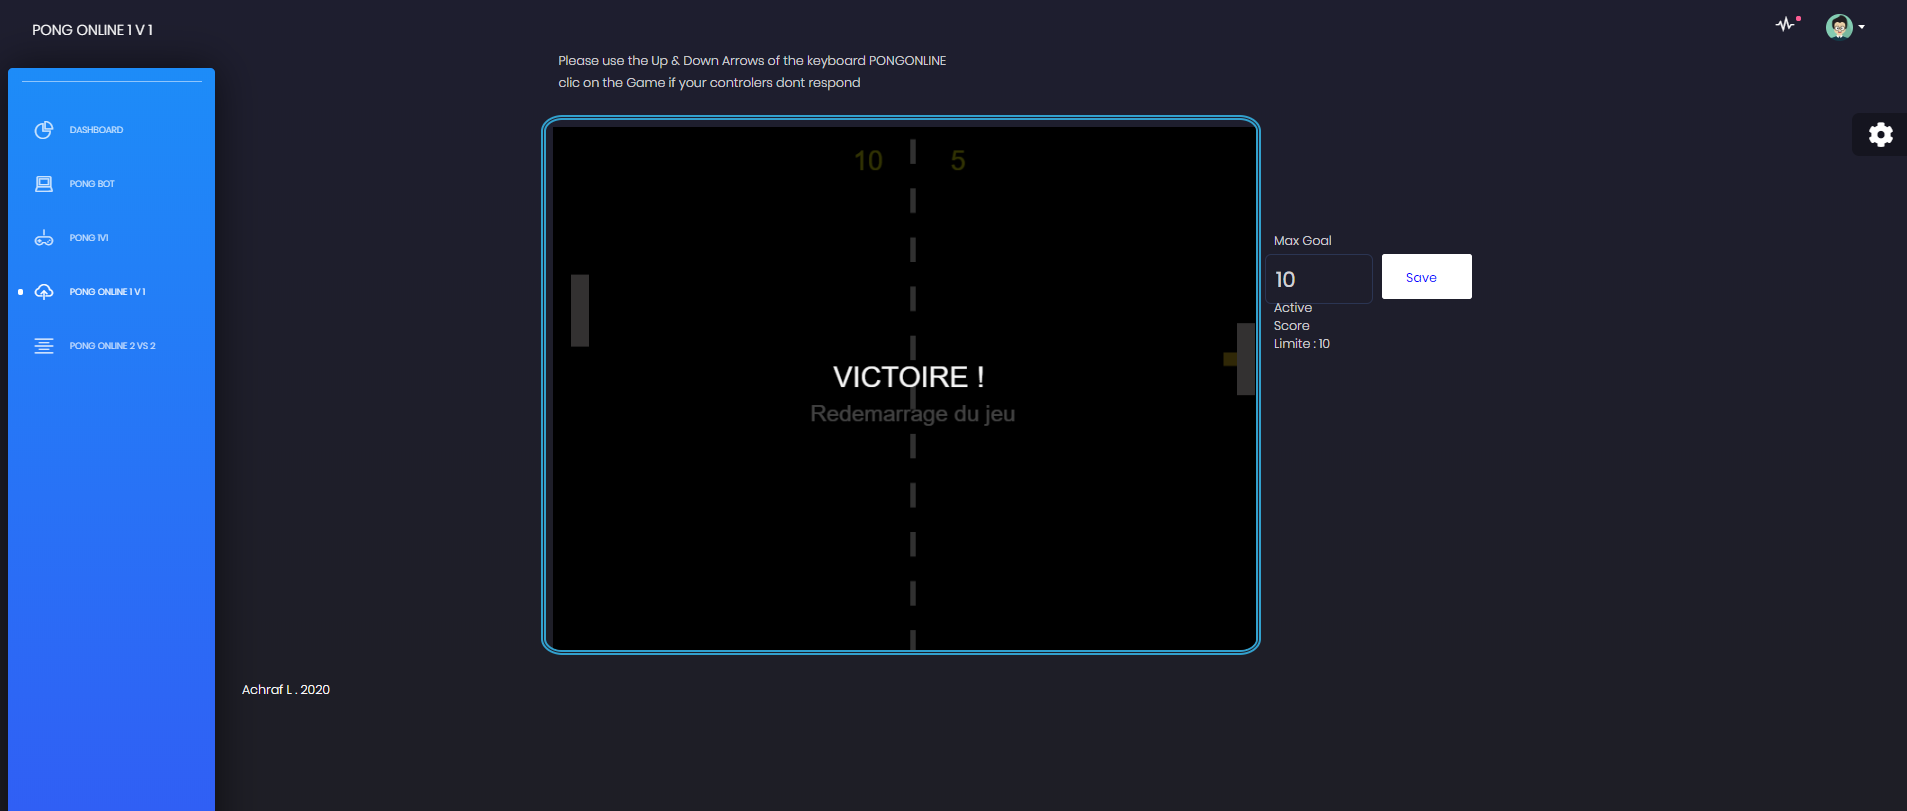 PONG ONLINE 1 V 1
Please use the Up & Down Arrows of the keyboard PONGONLINE
clic on the Game if your controlers dont respond
DASHBOARD
PONG BOT
PONG 1V1
PONG ONLINE 1 V 1
PONG ONLINE 2 VS 2
10 5
VICTOIRE !
Redemarrage du jeu
Max Goal
10
Save
Active
Score
Limite : 10
Achraf L . 2020